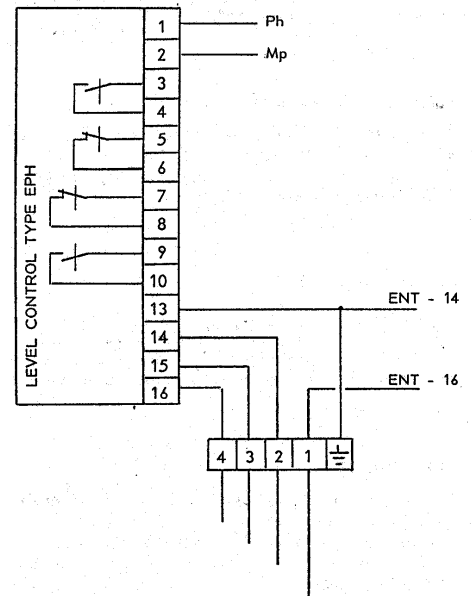 LEVEL CONTROL TYPE EPH
1 Ph
2 Mp
3
4
5
6
7
8
9
10
13 ENT - 14
14
15
16 ENT - 16
4 3 2 1